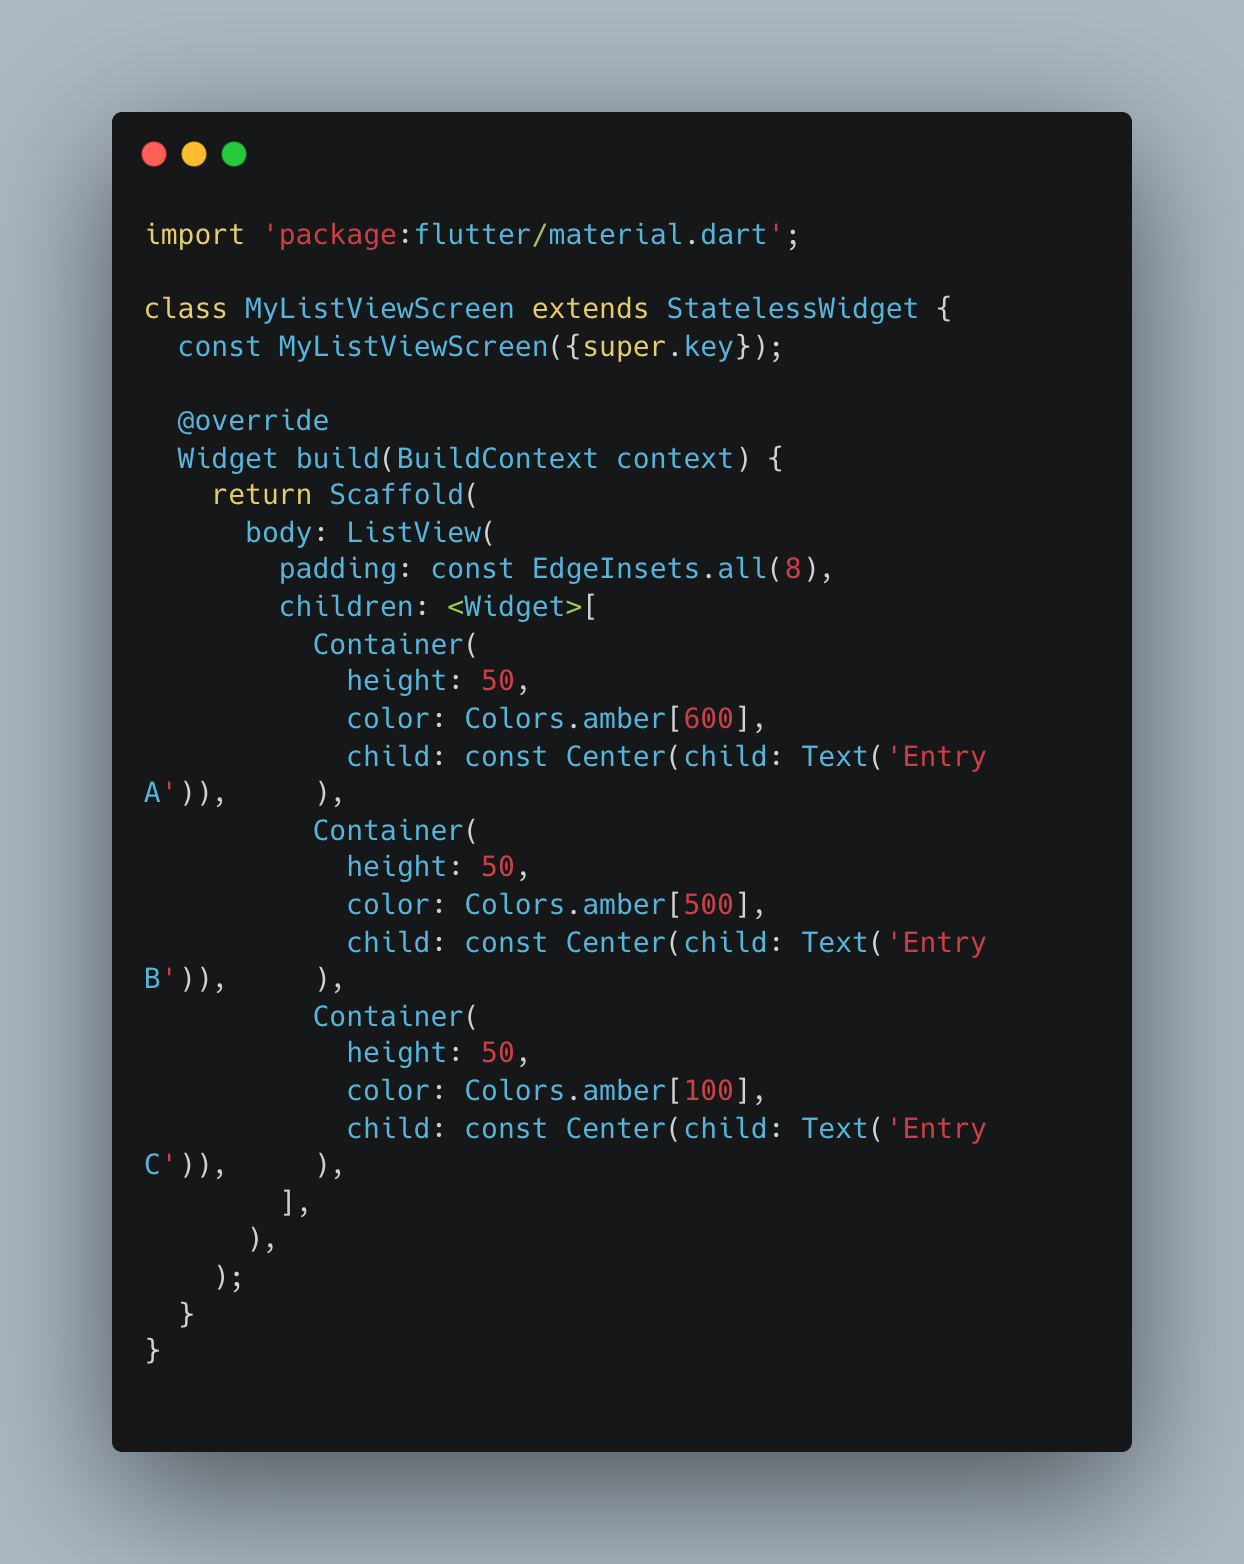 import 'package:flutter/material.dart';

class MyListViewScreen extends StatelessWidget {
  const MyListViewScreen({super.key});

  @override
  Widget build(BuildContext context) {
    return Scaffold(
      body: ListView(
        padding: const EdgeInsets.all(8),
        children: <Widget>[
          Container(
            height: 50,
            color: Colors.amber[600],
            child: const Center(child: Text('Entry
A')),     ),
          Container(
            height: 50,
            color: Colors.amber[500],
            child: const Center(child: Text('Entry
B')),     ),
          Container(
            height: 50,
            color: Colors.amber[100],
            child: const Center(child: Text('Entry
C')),     ),
        ],
      ),
    );
  }
}